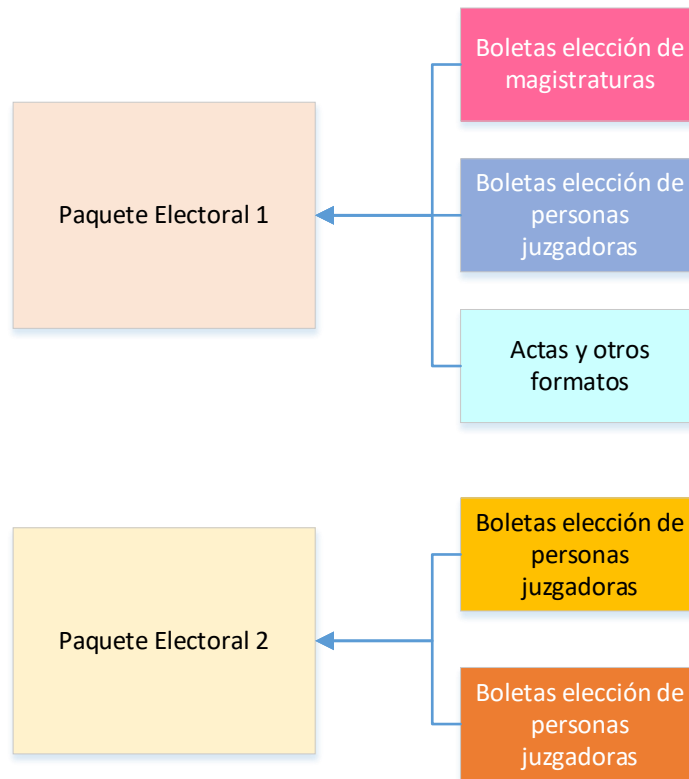 Boletas elección de
magistraturas
Paquete Electoral 1
Boletas elección de
personas
juzgadoras
Actas y otros
formatos
Boletas elección de
personas
juzgadoras
Paquete Electoral 2
Boletas elección de
personas
juzgadoras